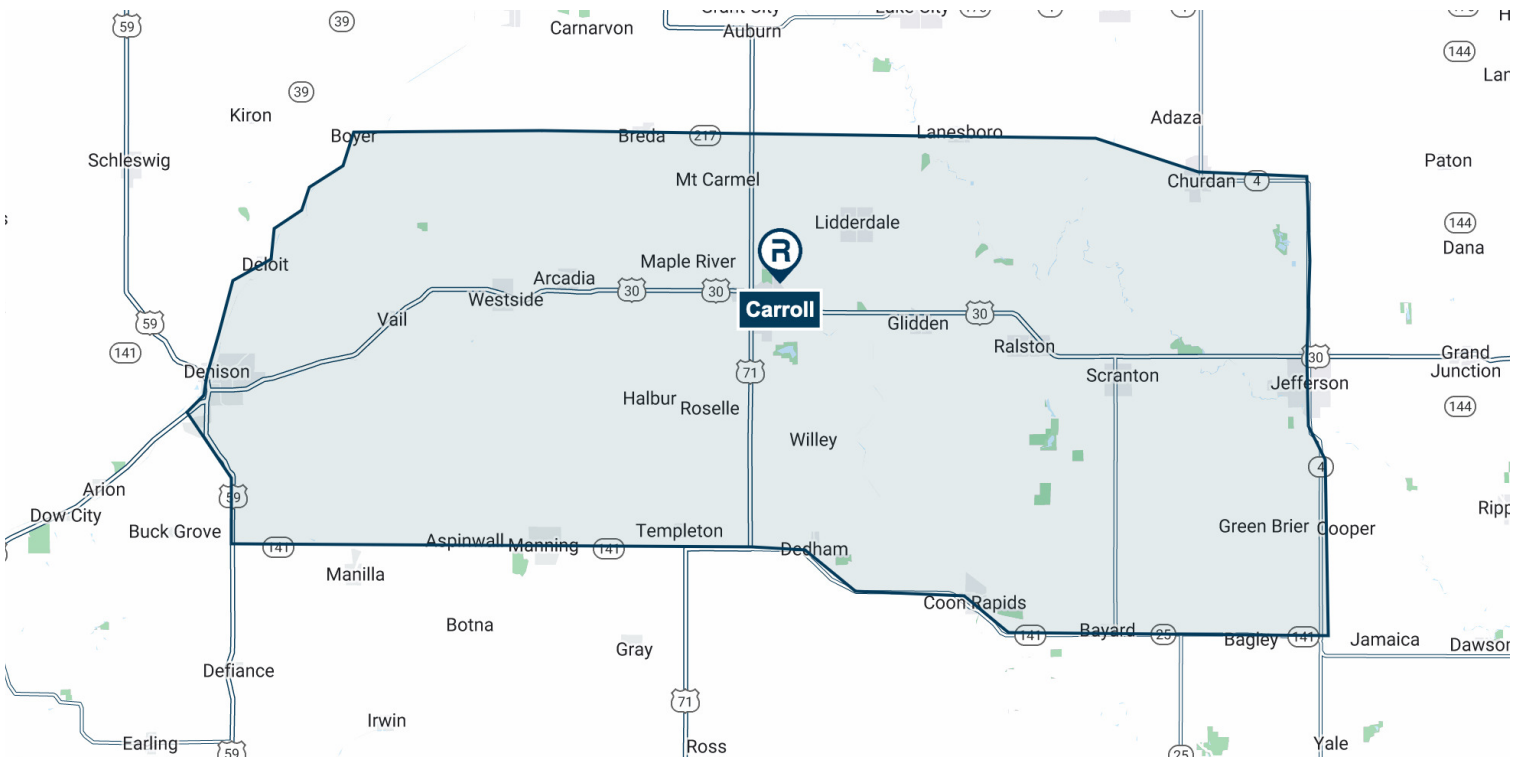 59
39
Carnarvon
Auburn
144
39
Kiron
Adaza
Boyer
Breda
217
Lanesboro
Schleswig
Paton
Mt Carmel
Churdan
4
Lidderdale
144
Dana
R
Deloit
Maple River
Arcadia
30
30
Westside
Carroll
Vail
59
Glidden
30
141
Ralston
30
Grand
Junction
Denison
71
Scranton
Jefferson
Halbur
Roselle
144
Willey
4
Arion
59
Dow City
Buck Grove
Templeton
Green Brier
Cooper
141
Aspinwall
Manning
141
Dedham
Manilla
Coon Rapids
Botna
141
Bayard
25
Bagley
141
Jamaica
Gray
Defiance
71
Irwin
Earling
59
Ross
25
Yale